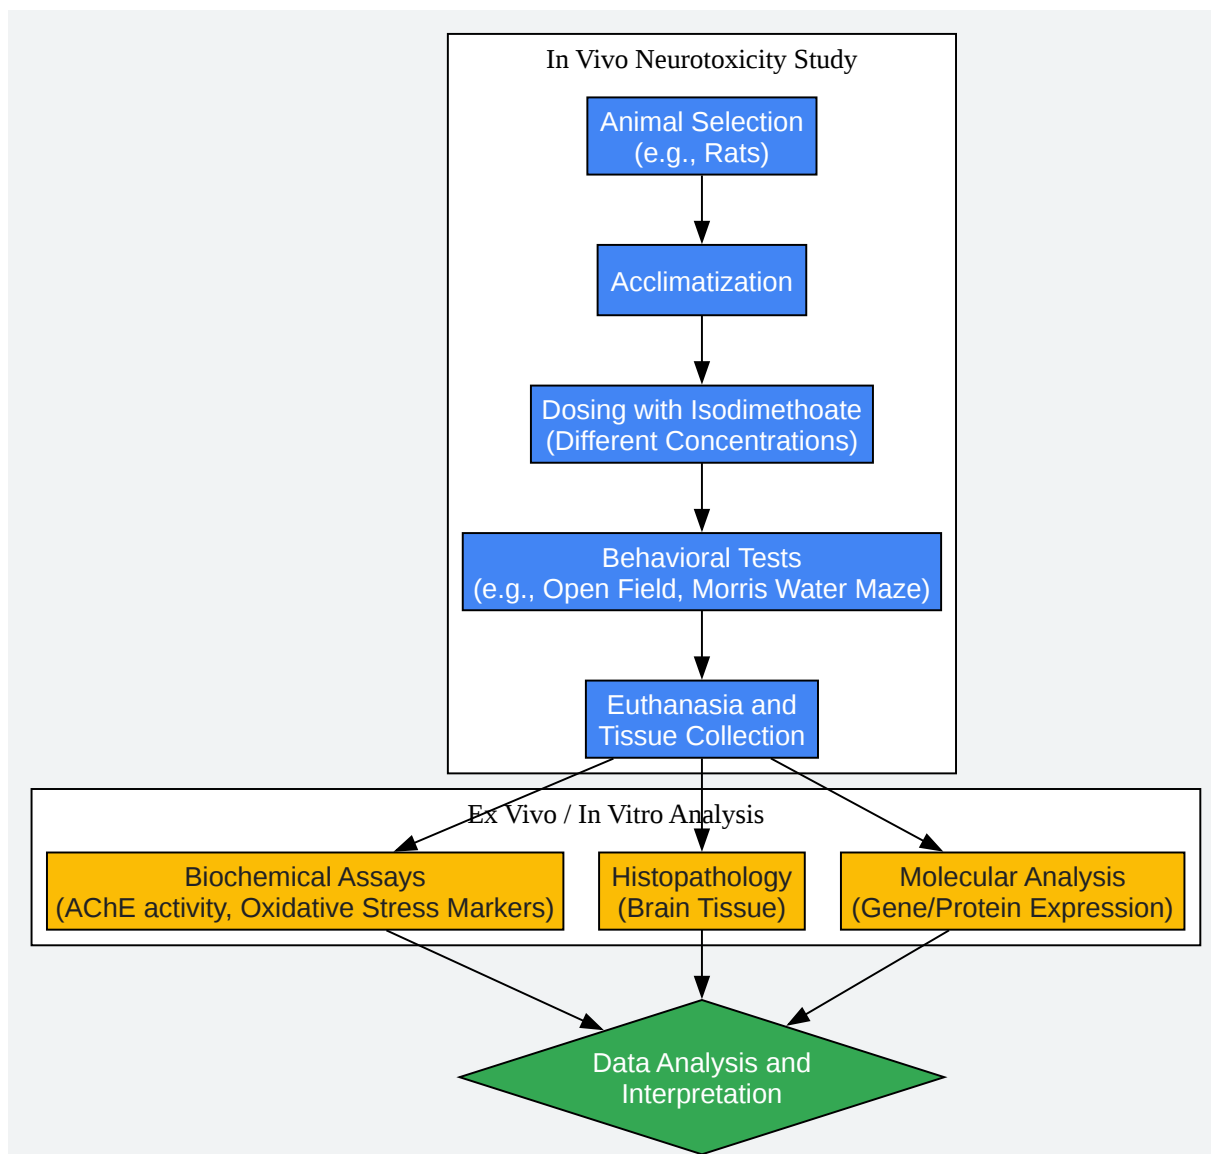 In Vivo Neurotoxicity Study
Animal Selection
(e.g., Rats)
Acclimatization
Dosing with Isodimethoate
(Different Concentrations)
Behavioral Tests
(e.g., Open Field, Morris Water Maze)
Euthanasia and
Tissue Collection
Ex Vivo / In Vitro Analysis
Biochemical Assays
(AChE activity, Oxidative Stress Markers)
Histopathology
(Brain Tissue)
Molecular Analysis
(Gene/Protein Expression)
Data Analysis and
Interpretation